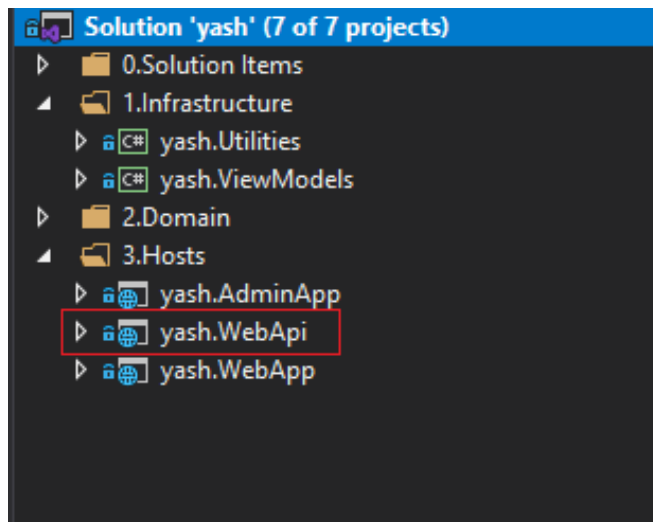 Solution 'yash' (7 of 7 projects)
0.Solution Items
1.Infrastructure
C# yash.Utilities
C# yash.ViewModels
2.Domain
3.Hosts
yash.AdminApp
yash.WebApi
yash.WebApp